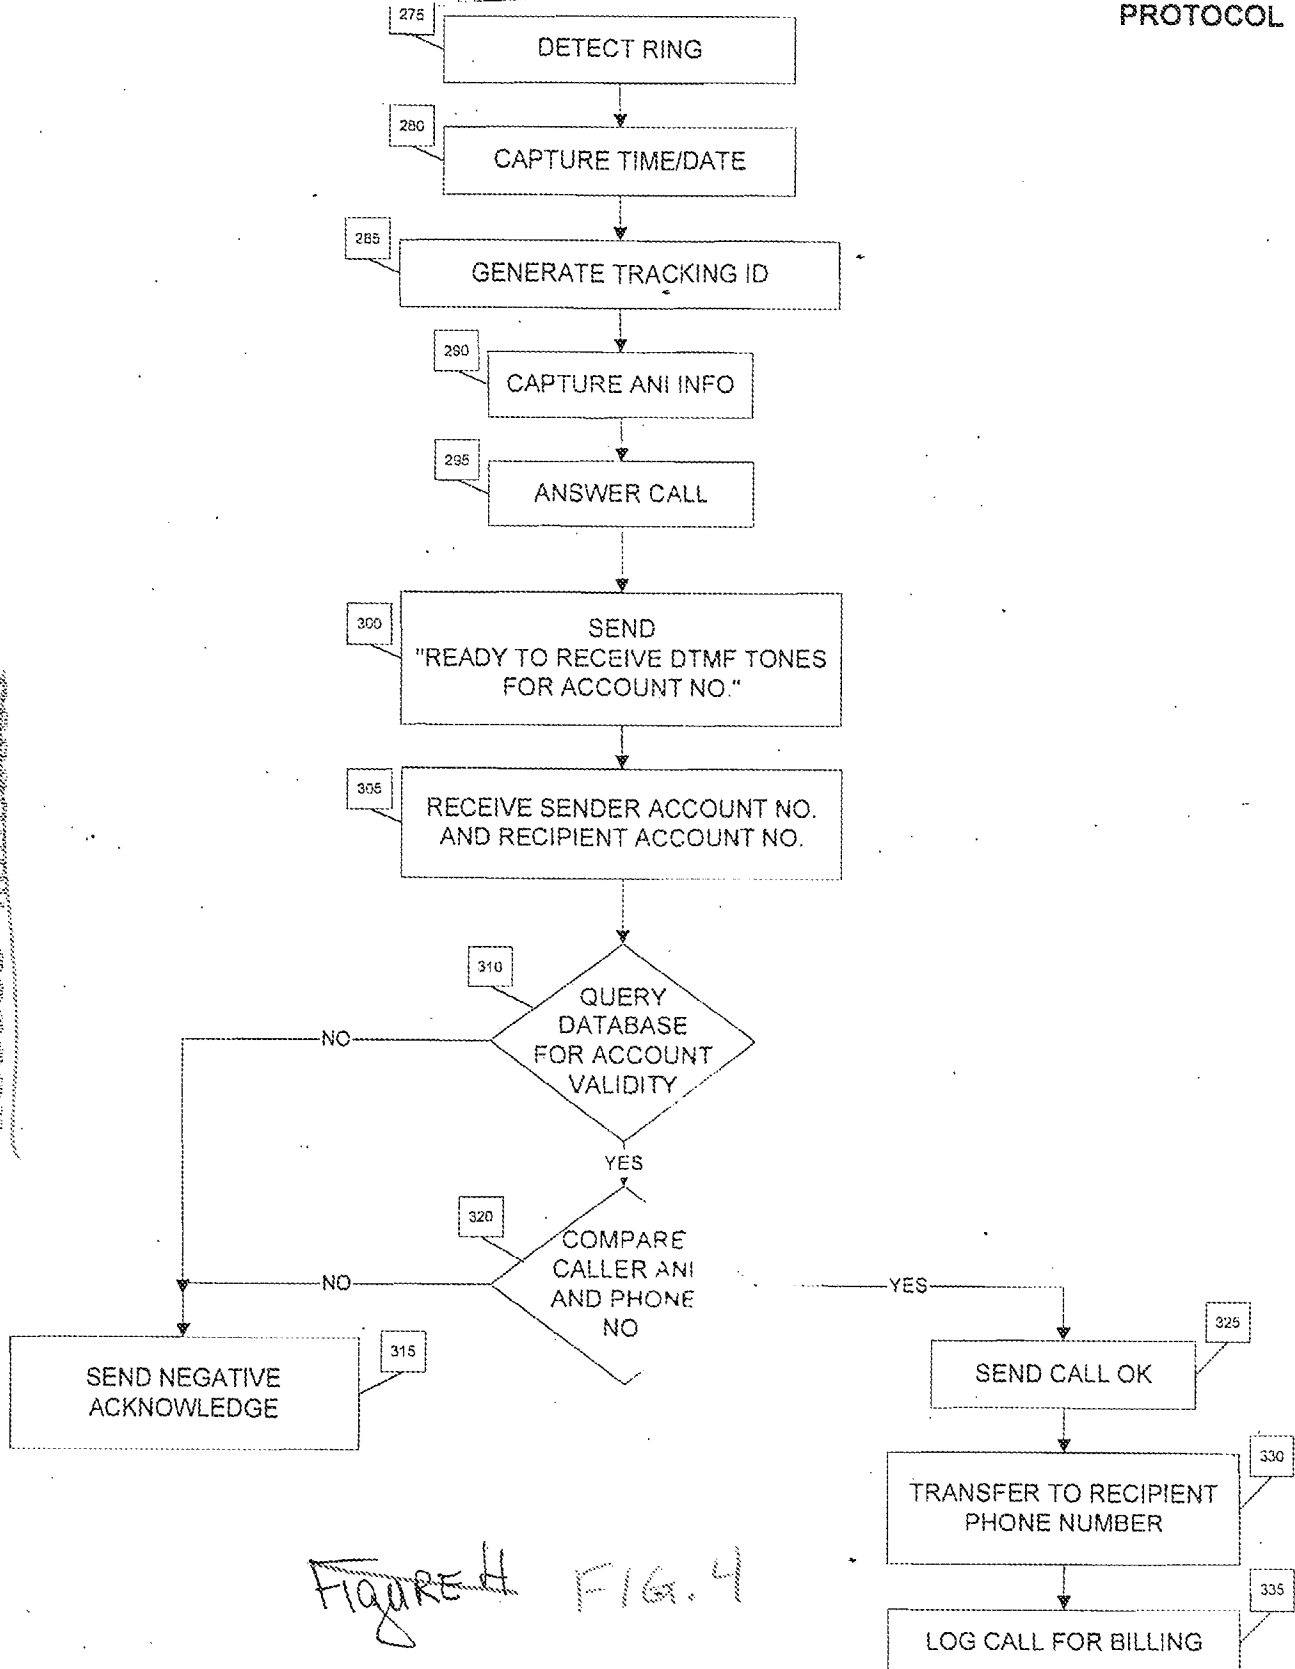 PROTOCOL
275
DETECT RING
280
CAPTURE TIME/DATE
285
GENERATE TRACKING ID
290
CAPTURE ANI INFO
295
ANSWER CALL
300
SEND
"READY TO RECEIVE DTMF TONES
FOR ACCOUNT NO."
305
RECEIVE SENDER ACCOUNT NO.
AND RECIPIENT ACCOUNT NO.
310
QUERY
DATABASE
FOR ACCOUNT
VALIDITY
NO
YES
320
COMPARE
CALLER ANI
AND PHONE
NO
NO
YES
315
SEND NEGATIVE
ACKNOWLEDGE
325
SEND CALL OK
330
TRANSFER TO RECIPIENT
PHONE NUMBER
335
LOG CALL FOR BILLING
FIGURE 4
FIG. 4